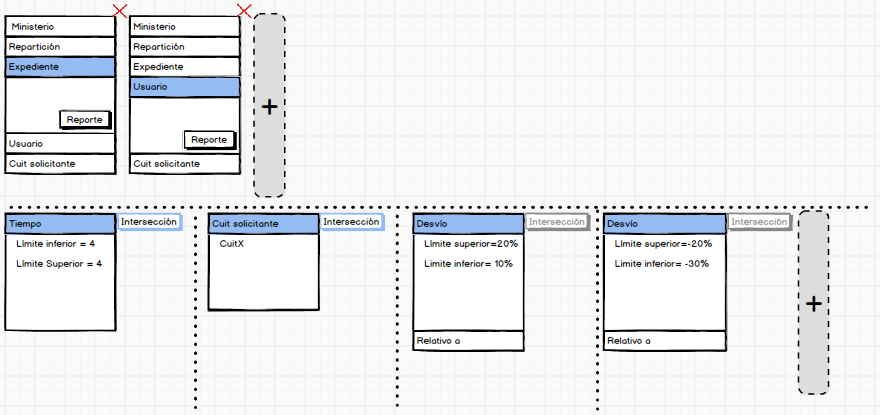 Ministerio
Repartición
Expediente
Reporte
Usuario
Cuit solicitante
Ministerio
Repartición
Expediente
Usuario
Reporte
Cuit solicitante
+
Tiempo
Intersección
Límite inferior = 4
Límite Superior = 4
Cuit solicitante
Intersección
CuitX
Desvío
Intersección
Límite superior=20%
Límite inferior= 10%
Relativo a
Desvío
Intersección
Límite superior=-20%
Límite inferior= -30%
Relativo a
+